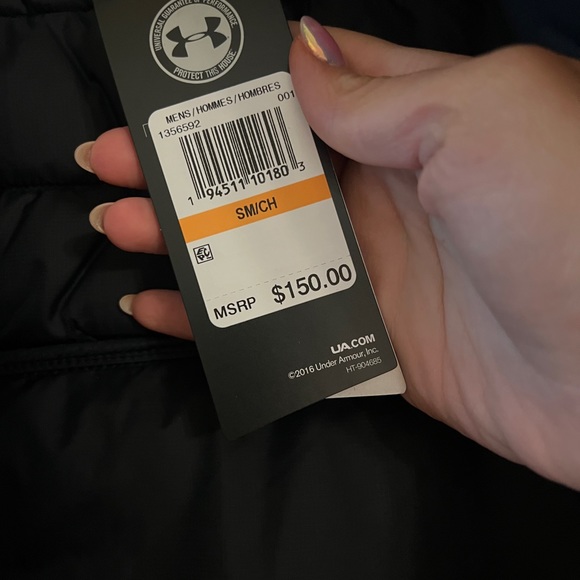 UNIVERSAL GUARANTEE OF PERFORMANCE
PROTECT THIS HOUSE
MENS / HOMMES / HOMBRES
1356592 001
1 94511 10180 3
SM/CH
MSRP $150.00
UA.COM
©2016 Under Armour, Inc.
HT-904685